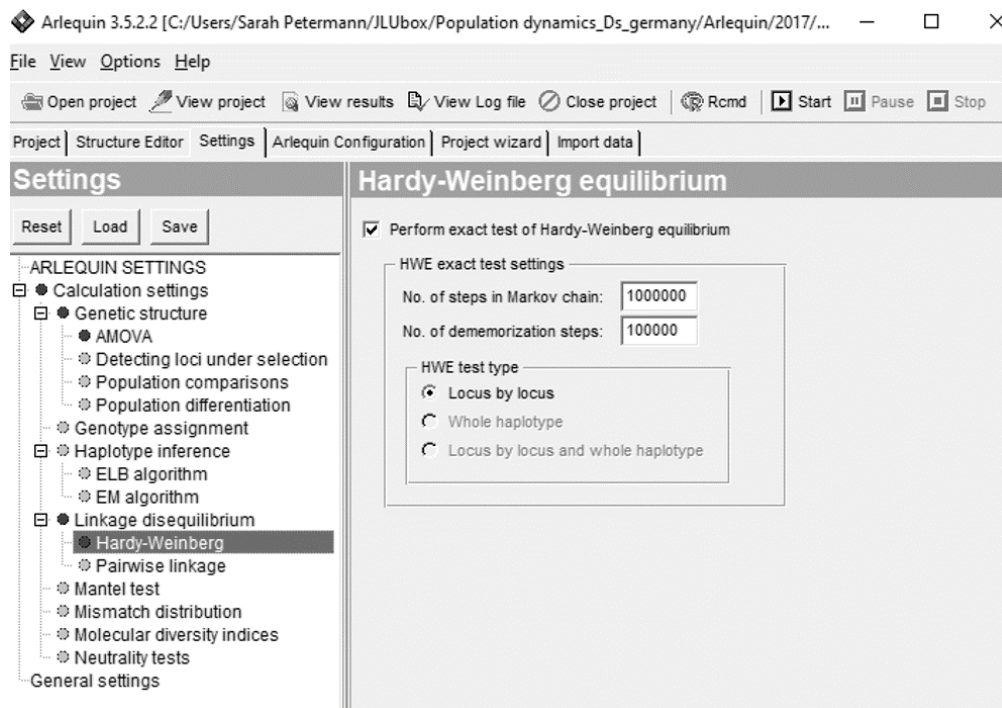 Arlequin 3.5.2.2 [C:/Users/Sarah Petermann/JLUbox/Population dynamics_Ds_germany/Arlequin/2017/...
File View Options Help
Open project View project View results View Log file Close project Rcmd Start Pause Stop
Project Structure Editor Settings Arlequin Configuration Project wizard Import data
Settings
Reset Load Save
ARLEQUIN SETTINGS
Calculation settings
Genetic structure
AMOVA
Detecting loci under selection
Population comparisons
Population differentiation
Genotype assignment
Haplotype inference
ELB algorithm
EM algorithm
Linkage disequilibrium
Hardy-Weinberg
Pairwise linkage
Mantel test
Mismatch distribution
Molecular diversity indices
Neutrality tests
General settings
Hardy-Weinberg equilibrium
Perform exact test of Hardy-Weinberg equilibrium
HWE exact test settings
No. of steps in Markov chain: 1000000
No. of dememorization steps: 100000
HWE test type
Locus by locus
Whole haplotype
Locus by locus and whole haplotype